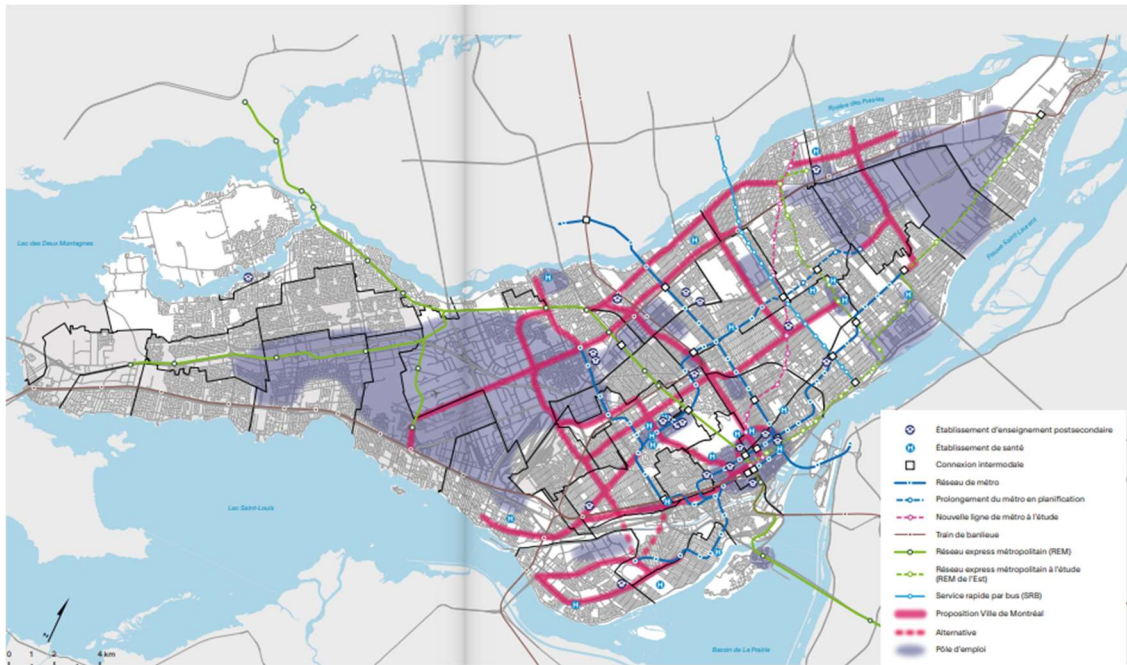 Rivière des Prairies
Lac des Deux Montagnes
Fleuve Saint-Laurent
Lac Saint-Louis
Bassin de La Prairie
N
0 1 2 4 km
Établissement d'enseignement postsecondaire
H Établissement de santé
Connexion intermodale
Réseau de métro
Prolongement du métro en planification
Nouvelle ligne de métro à l'étude
Train de banlieue
Réseau express métropolitain (REM)
Réseau express métropolitain à l'étude
(REM de l'Est)
Service rapide par bus (SRB)
Proposition Ville de Montréal
Alternative
Pôle d'emploi